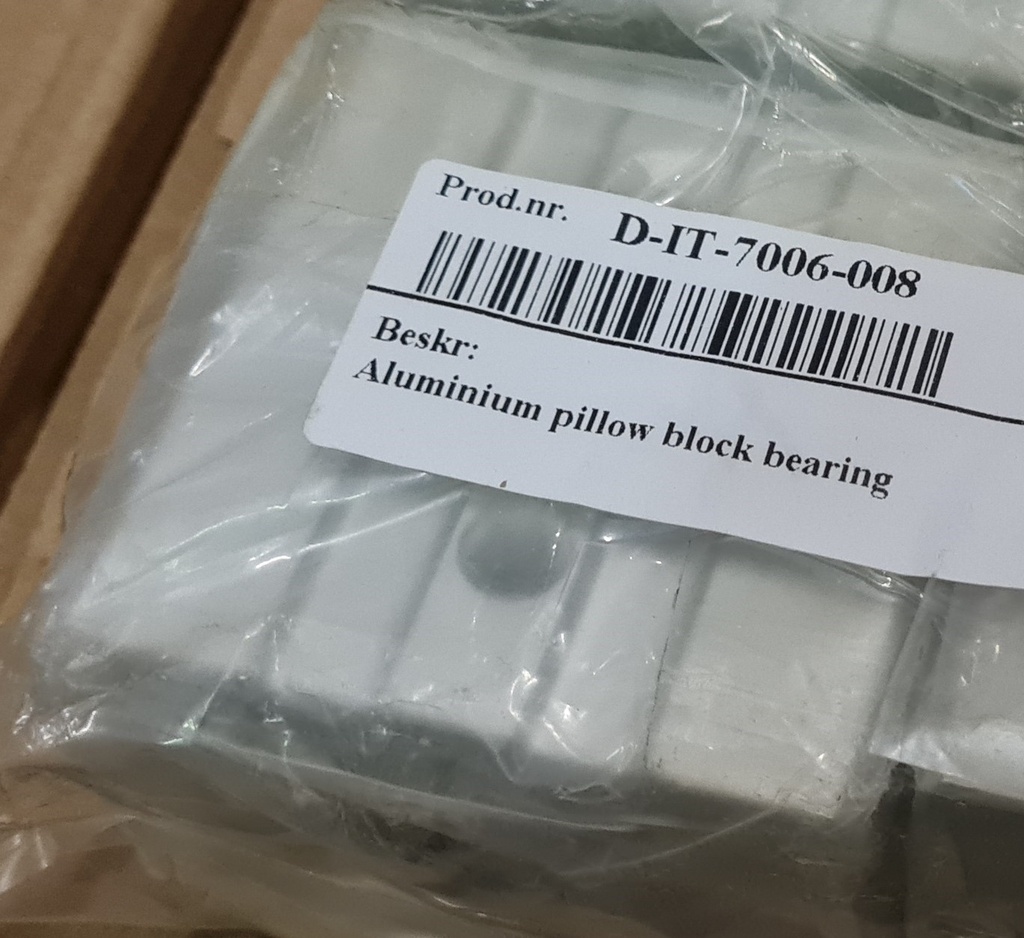 Prod.nr. D-IT-7006-008
Beskr:
Aluminium pillow block bearing